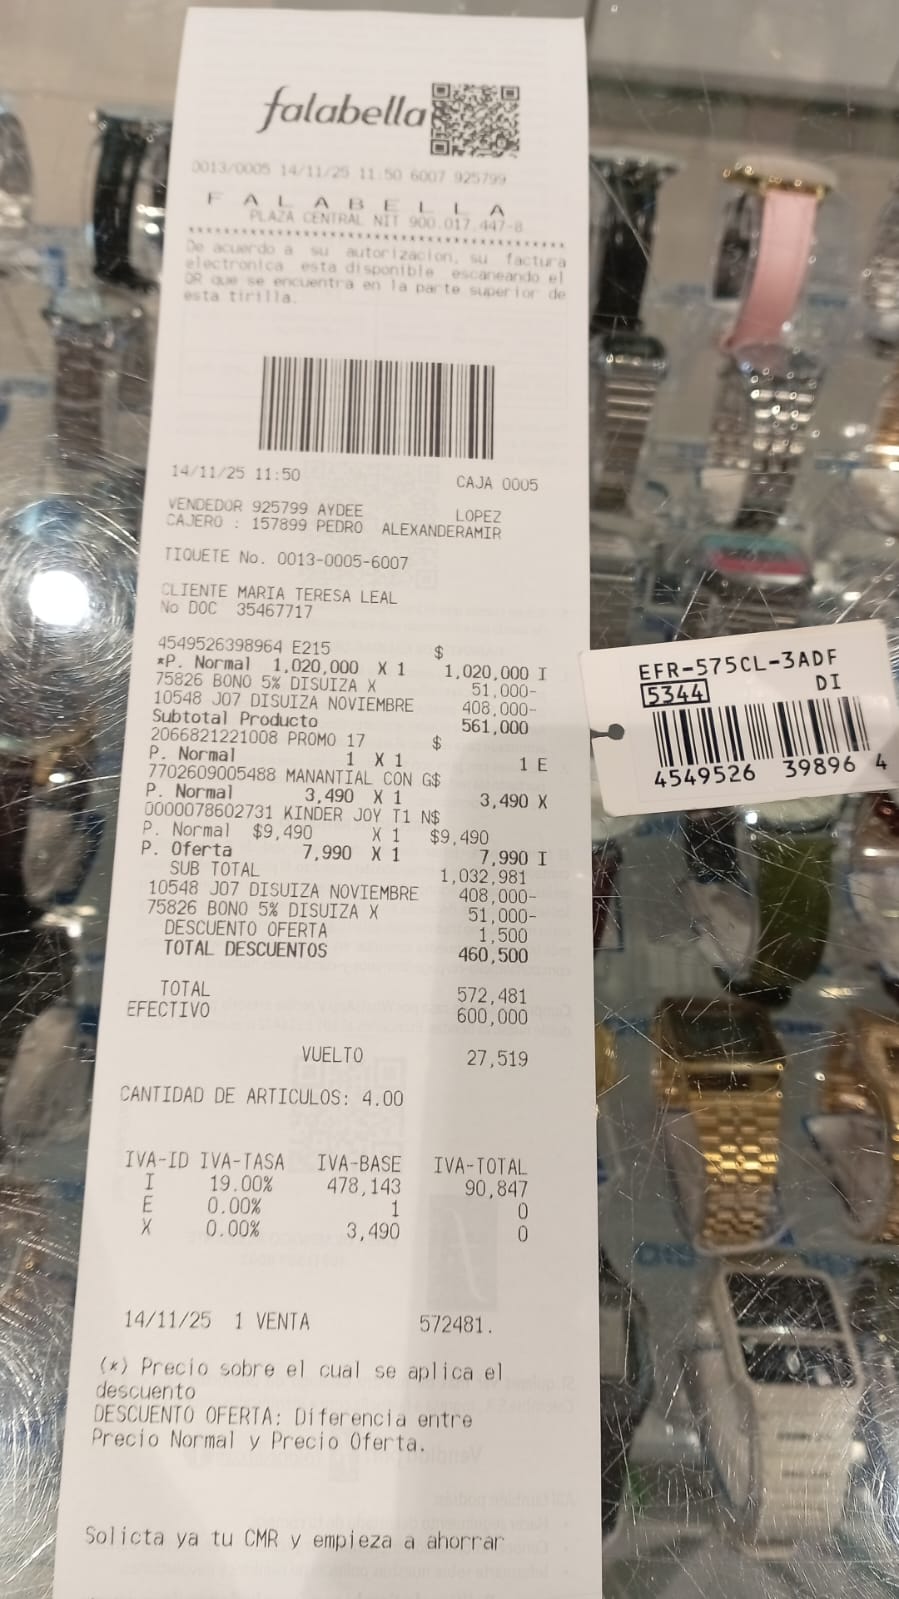 falabella
0013/0005 14/11/25 11:50 6007 925799
F A L A B E L L A
PLAZA CENTRAL NIT 900.017.447-8
De acuerdo a su autorizacion, su factura
electronica esta disponible escaneando el
QR que se encuentra en la parte superior de
esta tirilla.
14/11/25 11:50 CAJA 0005
VENDEDOR 925799 AYDEE LOPEZ
CAJERO : 157899 PEDRO ALEXANDERAMIR
TIQUETE No. 0013-0005-6007
CLIENTE MARIA TERESA LEAL
No DOC 35467717
4549526398964 E215 $
*P. Normal 1,020,000 X 1 1,020,000 I
75826 BONO 5% DISUIZA X 51,000-
10548 J07 DISUIZA NOVIEMBRE 408,000-
Subtotal Producto 561,000
2066821221008 PROMO 17 $
P. Normal 1 X 1 1 E
7702609005488 MANANTIAL CON G$
P. Normal 3,490 X 1 3,490 X
0000078602731 KINDER JOY T1 N$
P. Normal $9,490 X 1 $9,490
P. Oferta 7,990 X 1 7,990 I
SUB TOTAL 1,032,981
10548 J07 DISUIZA NOVIEMBRE 408,000-
75826 BONO 5% DISUIZA X 51,000-
DESCUENTO OFERTA 1,500
TOTAL DESCUENTOS 460,500
TOTAL 572,481
EFECTIVO 600,000
VUELTO 27,519
CANTIDAD DE ARTICULOS: 4.00
IVA-ID IVA-TASA IVA-BASE IVA-TOTAL
I 19.00% 478,143 90,847
E 0.00% 1 0
X 0.00% 3,490 0
14/11/25 1 VENTA 572481.
(*) Precio sobre el cual se aplica el
descuento
DESCUENTO OFERTA: Diferencia entre
Precio Normal y Precio Oferta.
Solicta ya tu CMR y empieza a ahorrar
EFR-575CL-3ADF
5344 DI
4549526 39896 4